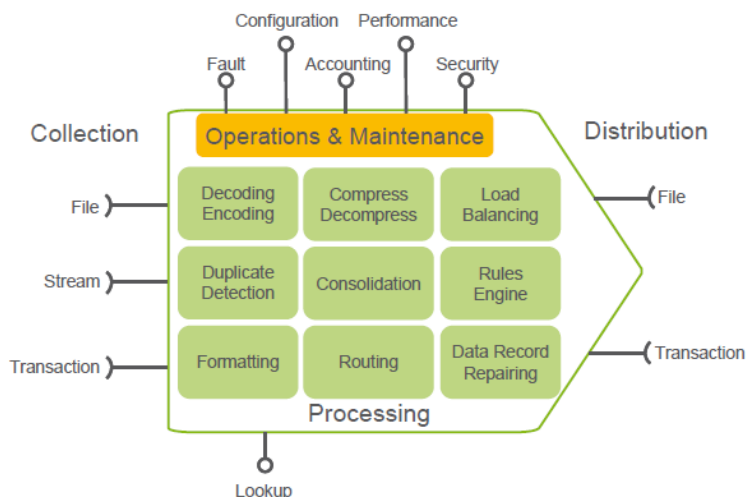 Configuration
Performance
Fault
Accounting
Security
Collection
Operations & Maintenance
Distribution
File
Decoding
Encoding
Compress
Decompress
Load
Balancing
File
Stream
Duplicate
Detection
Consolidation
Rules
Engine
Transaction
Formatting
Routing
Data Record
Repairing
Transaction
Processing
Lookup